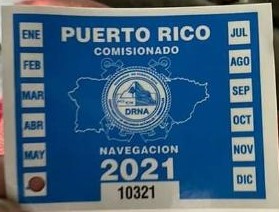 PUERTO RICO
COMISIONADO
ENE
FEB
MAR
ABR
MAY
JUL
AGO
SEP
OCT
NOV
DIC
DRNA
NAVEGACION
2021
10321